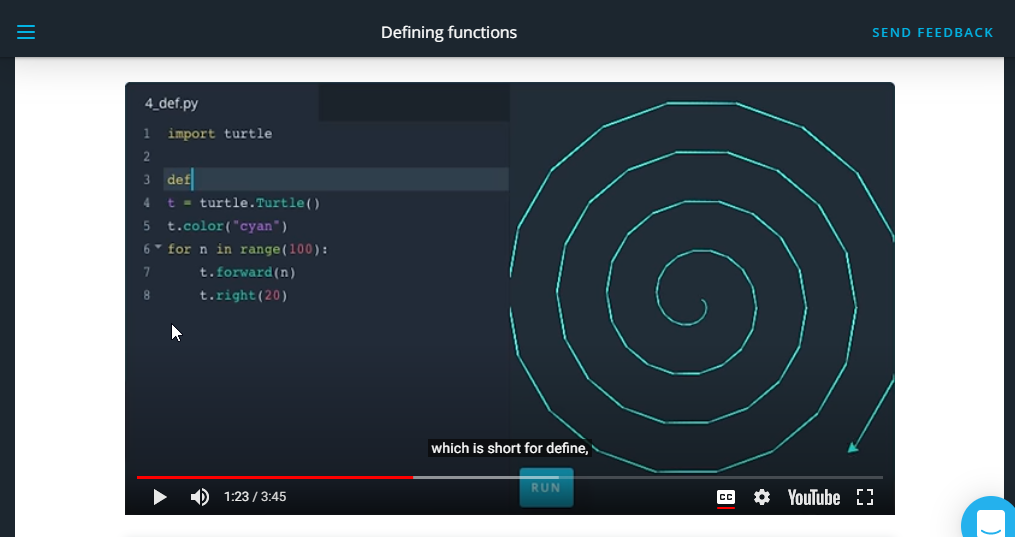 Defining functions
SEND FEEDBACK
4_def.py
1 import turtle
2
3 def
4 t = turtle.Turtle()
5 t.color("cyan")
6 for n in range(100):
7     t.forward(n)
8     t.right(20)
which is short for define,
RUN
1:23 / 3:45
CC
YouTube